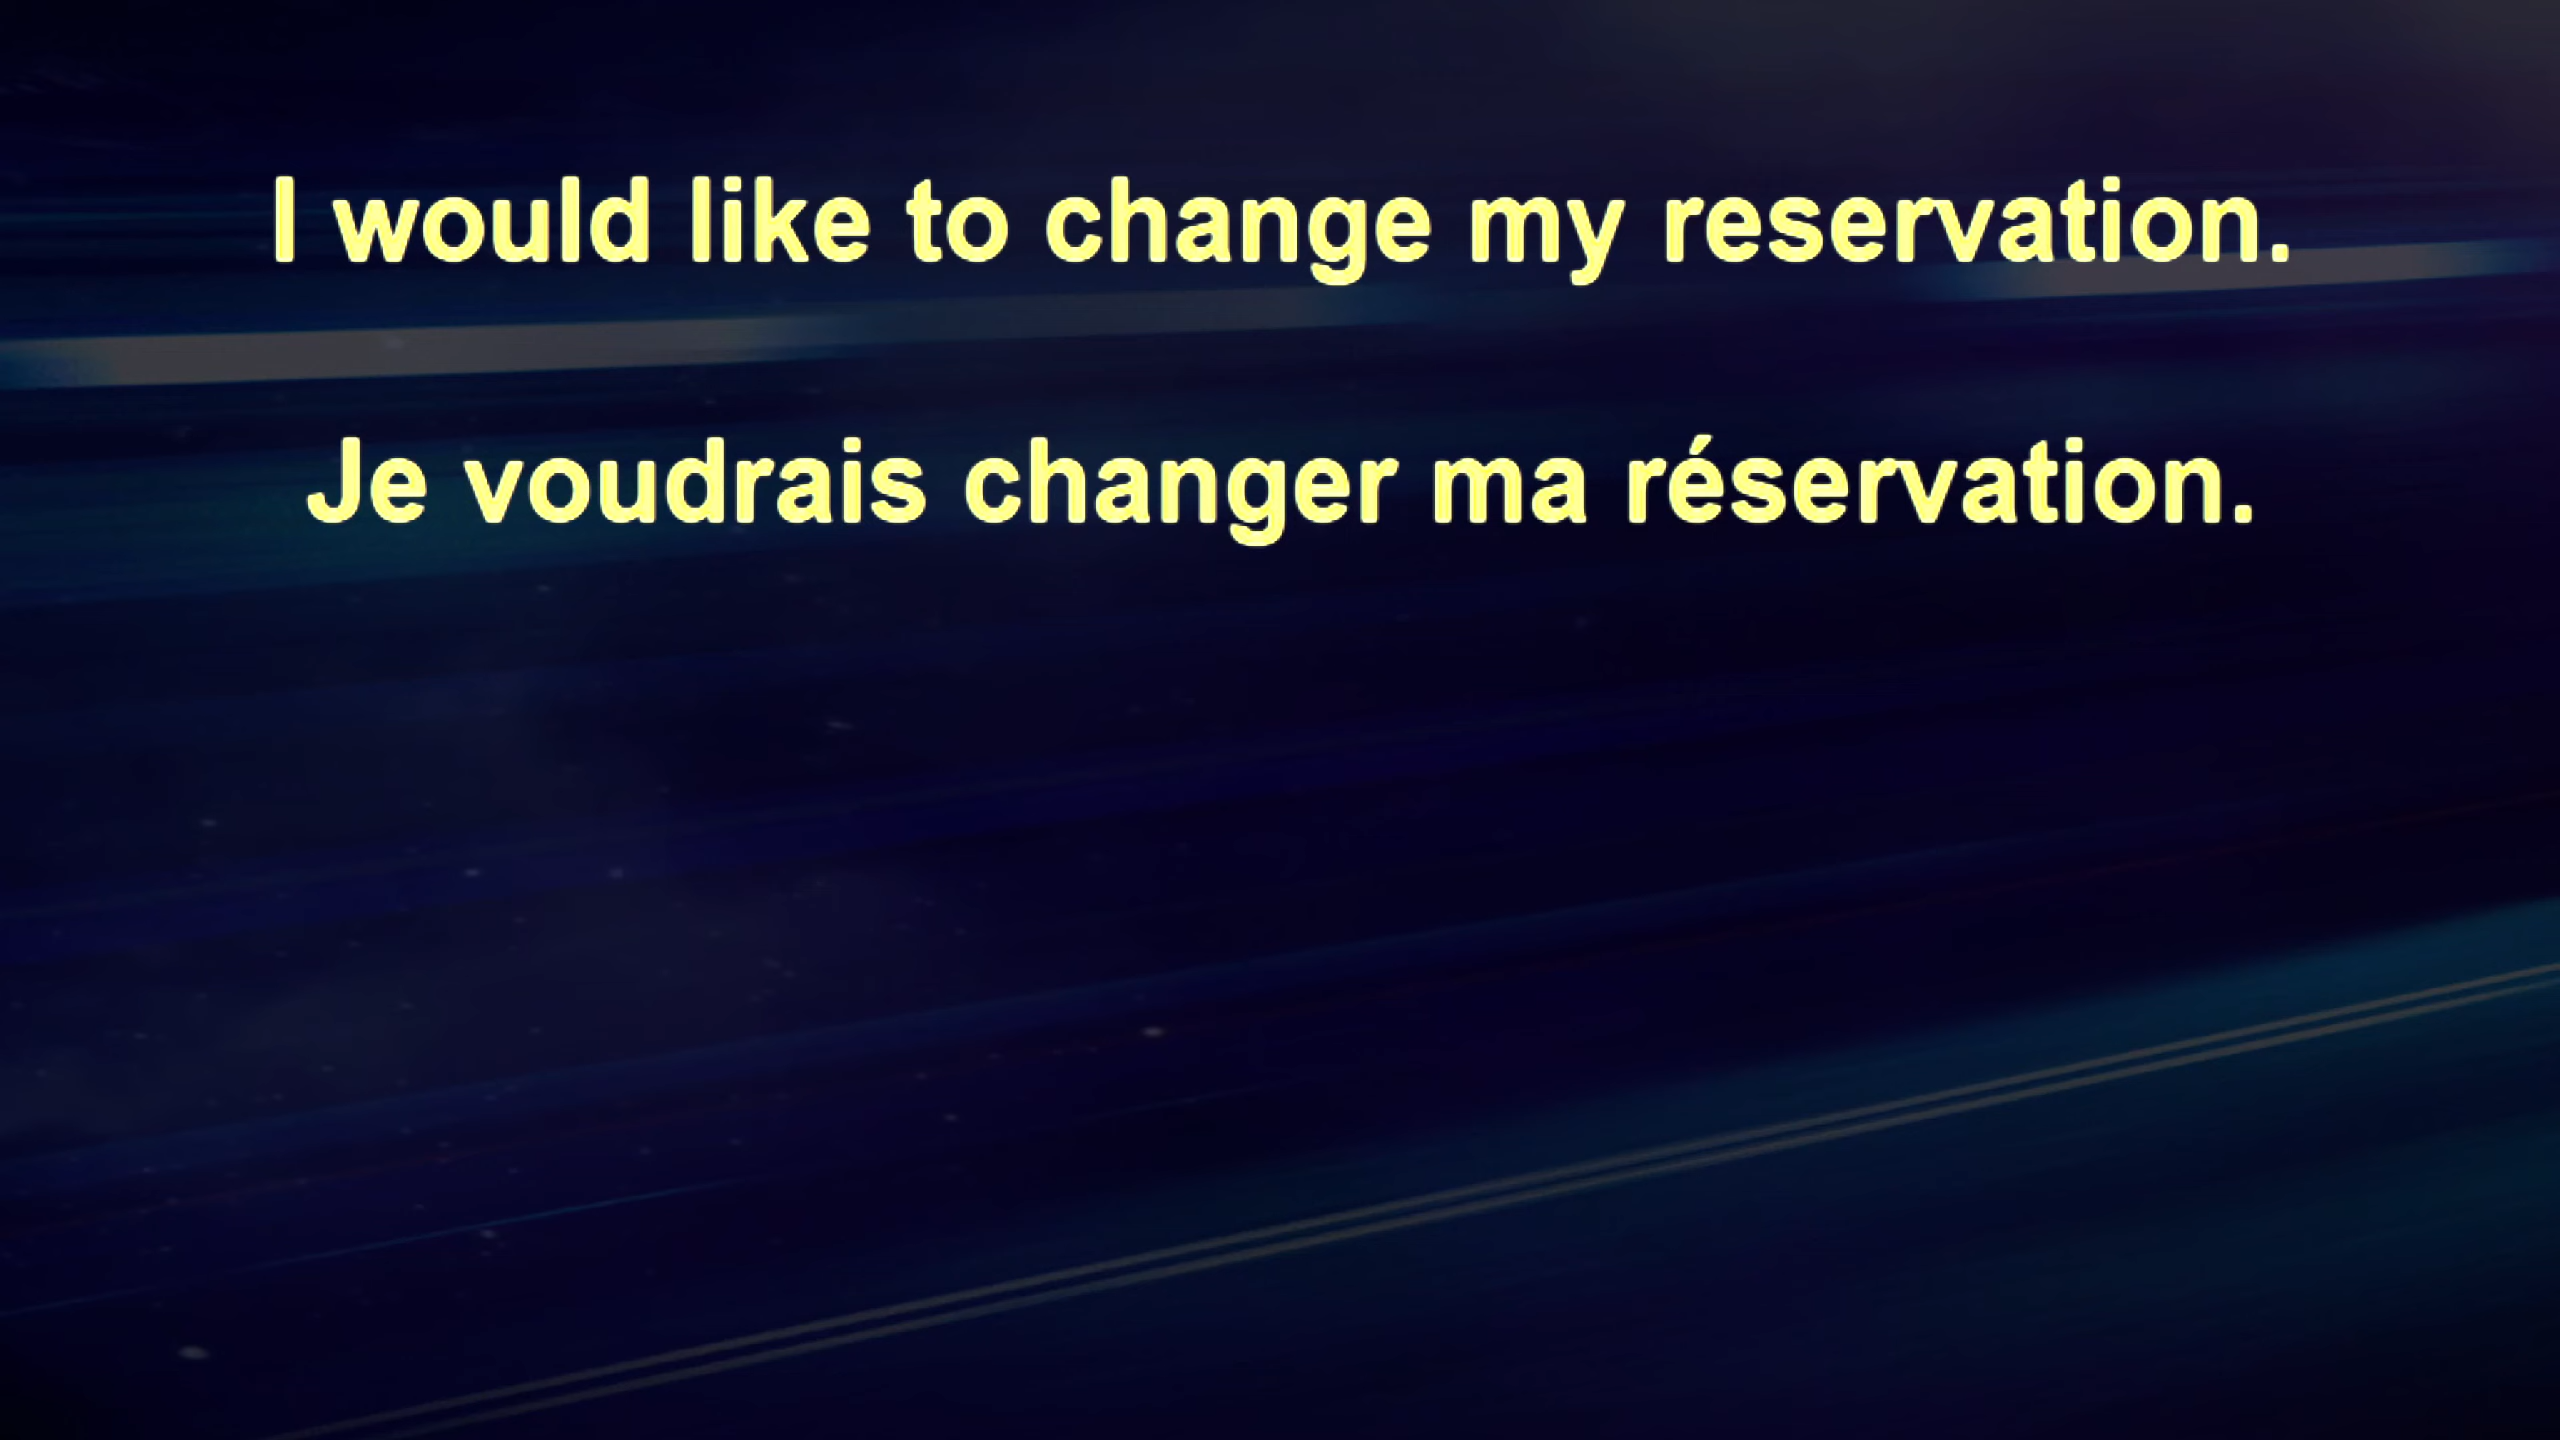 I would like to change my reservation.
Je voudrais changer ma réservation.